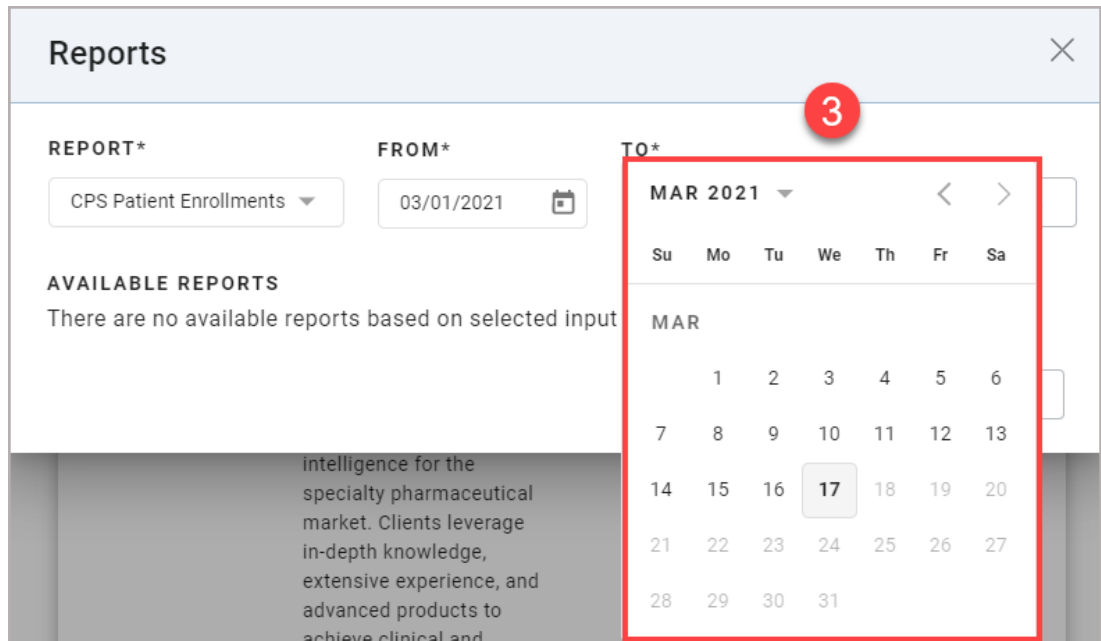 Reports
3
REPORT*
FROM*
TO*
CPS Patient Enrollments
03/01/2021
MAR 2021
Su Mo Tu We Th Fr Sa
AVAILABLE REPORTS
There are no available reports based on selected input
MAR
1 2 3 4 5 6
7 8 9 10 11 12 13
14 15 16 17 18 19 20
21 22 23 24 25 26 27
28 29 30 31
intelligence for the
specialty pharmaceutical
market. Clients leverage
in-depth knowledge,
extensive experience, and
advanced products to
achieve clinical and